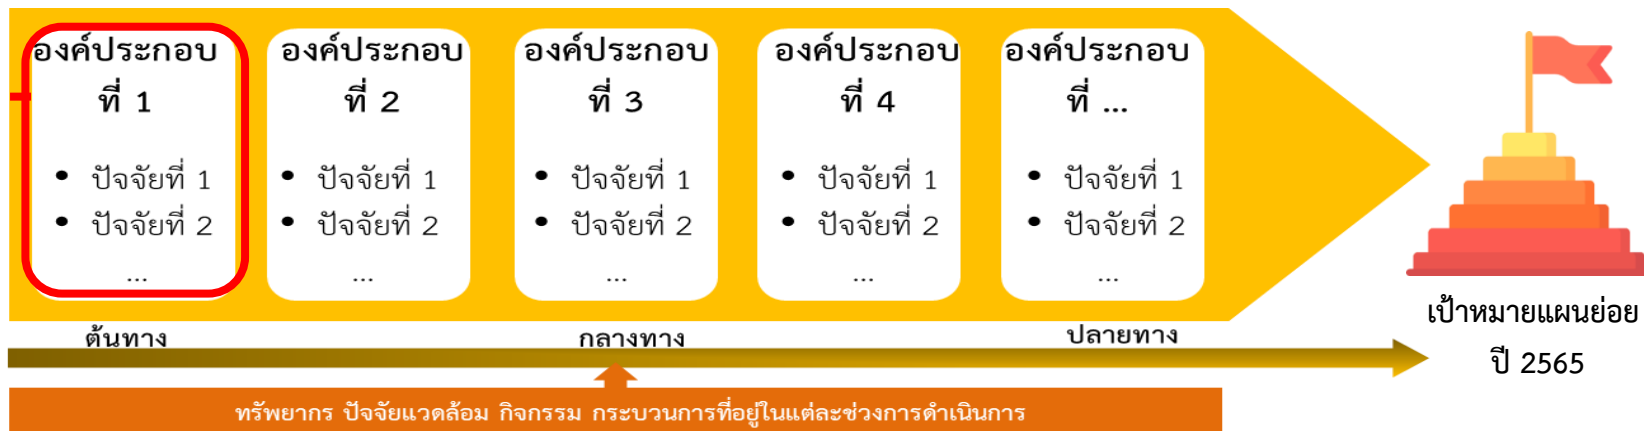 องค์ประกอบ
ที่ 1
• ปัจจัยที่ 1
• ปัจจัยที่ 2
...
องค์ประกอบ
ที่ 2
• ปัจจัยที่ 1
• ปัจจัยที่ 2
...
องค์ประกอบ
ที่ 3
• ปัจจัยที่ 1
• ปัจจัยที่ 2
...
องค์ประกอบ
ที่ 4
• ปัจจัยที่ 1
• ปัจจัยที่ 2
...
องค์ประกอบ
ที่ ...
• ปัจจัยที่ 1
• ปัจจัยที่ 2
...
ต้นทาง
กลางทาง
ปลายทาง
เป้าหมายแผนย่อย
ปี 2565
ทรัพยากร ปัจจัยแวดล้อม กิจกรรม กระบวนการที่อยู่ในแต่ละช่วงการดำเนินการ